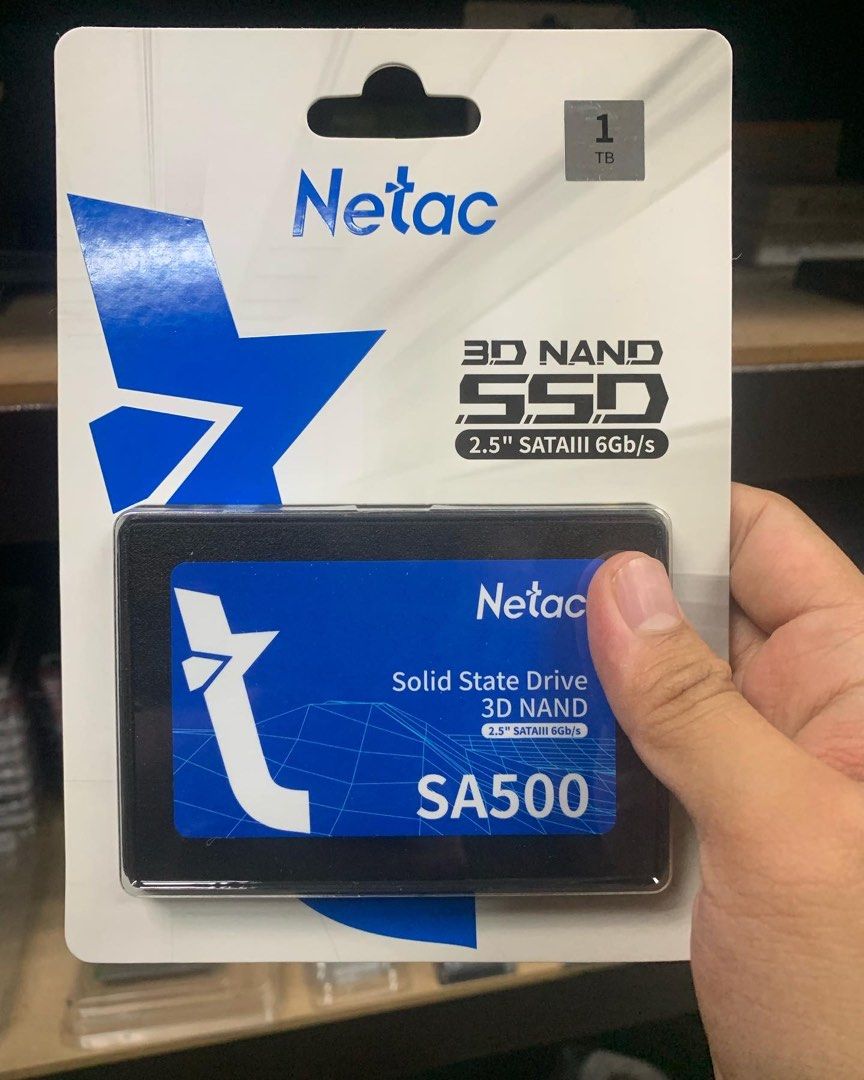 1
TB
Netac
3D NAND
SSD
2.5" SATAIII 6Gb/s
Netac
Solid State Drive
3D NAND
2.5" SATAIII 6Gb/s
SA500